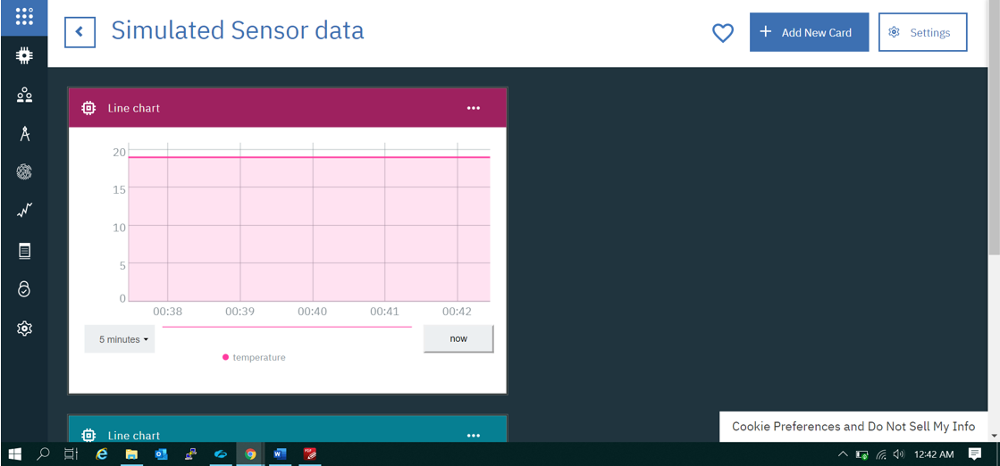 Simulated Sensor data
+ Add New Card
Settings
Line chart
20
15
10
5
0
00:38 00:39 00:40 00:41 00:42
5 minutes
now
temperature
Line chart
Cookie Preferences and Do Not Sell My Info
12:42 AM